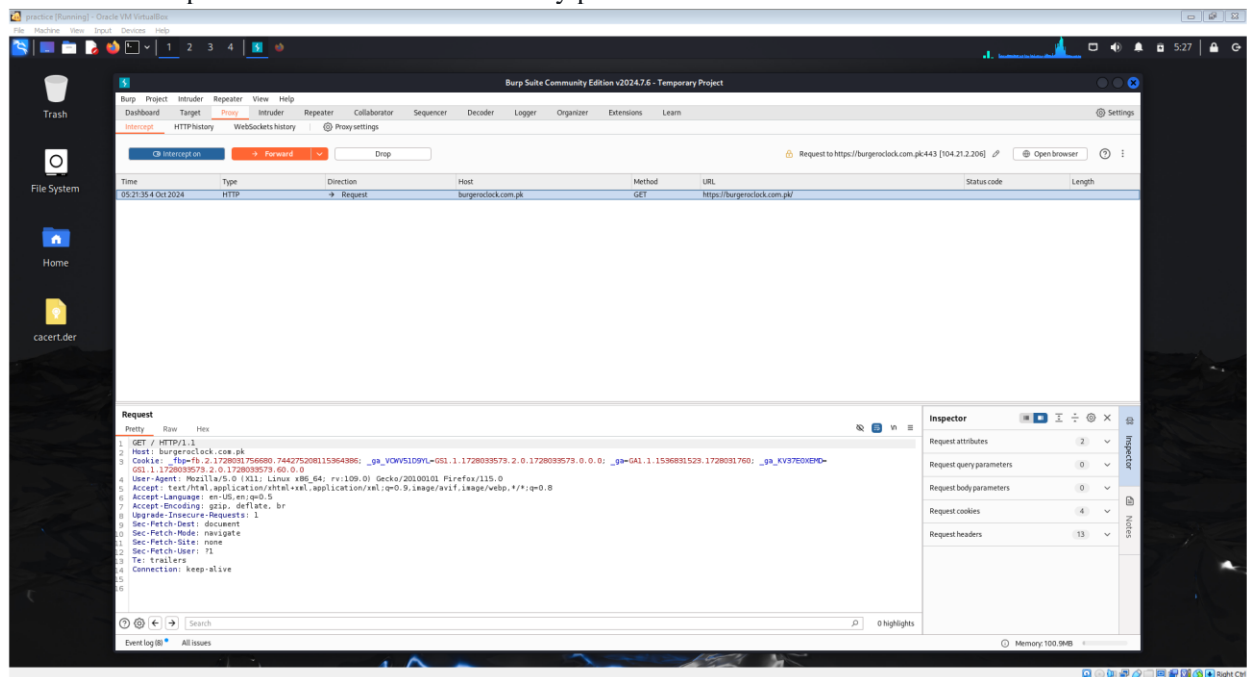 practice [Running] - Oracle VM VirtualBox
File Machine View Input Devices Help
1 2 3 4
5:27
Trash
File System
Home
cacert.der
Burp Suite Community Edition v2024.7.6 - Temporary Project
Burp Project Intruder Repeater View Help
Dashboard Target Proxy Intruder Repeater Collaborator Sequencer Decoder Logger Organizer Extensions Learn
Settings
Intercept HTTP history WebSockets history Proxy settings
Intercept on Forward Drop
Request to https://burgeroclock.com.pk:443 [104.21.2.206]
Open browser
Time Type Direction Host Method URL Status code Length
05:21:35 4 Oct 2024 HTTP → Request burgeroclock.com.pk GET https://burgeroclock.com.pk/
Request
Pretty Raw Hex
1 GET / HTTP/1.1
2 Host: burgeroclock.com.pk
3 Cookie: _fbp=fb.2.1728031756680.744275208115364386; _ga_VCWVS1D9YL=GS1.1.1728033573.2.0.1728033573.0.0.0; _ga=GA1.1.1536831523.1728031760; _ga_KV37E0XEMD=
GS1.1.1728033573.2.0.1728033573.60.0.0
4 User-Agent: Mozilla/5.0 (X11; Linux x86_64; rv:109.0) Gecko/20100101 Firefox/115.0
5 Accept: text/html,application/xhtml+xml,application/xml;q=0.9,image/avif,image/webp,*/*;q=0.8
6 Accept-Language: en-US,en;q=0.5
7 Accept-Encoding: gzip, deflate, br
8 Upgrade-Insecure-Requests: 1
9 Sec-Fetch-Dest: document
10 Sec-Fetch-Mode: navigate
11 Sec-Fetch-Site: none
12 Sec-Fetch-User: ?1
13 Te: trailers
14 Connection: keep-alive
15
16
Inspector
Request attributes 2
Request query parameters 0
Request body parameters 0
Request cookies 4
Request headers 13
Inspector
Notes
Search
0 highlights
Event log (8) All issues
Memory: 100.9MB
Right Ctrl